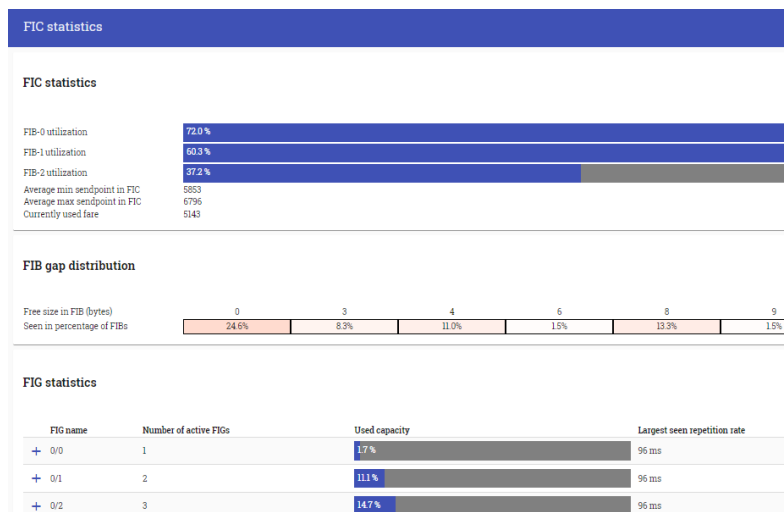 FIC statistics
FIC statistics
FIB-0 utilization 72.0 %
FIB-1 utilization 60.3 %
FIB-2 utilization 37.2 %
Average min sendpoint in FIC 5853
Average max sendpoint in FIC 6796
Currently used fare 5143
FIB gap distribution
Free size in FIB (bytes) 0 3 4 6 8 9
Seen in percentage of FIBs 24.6% 8.3% 11.0% 1.5% 13.3% 1.5%
FIG statistics
FIG name Number of active FIGs Used capacity Largest seen repetition rate
+ 0/0 1 1.7 % 96 ms
+ 0/1 2 11.1 % 96 ms
+ 0/2 3 14.7 % 96 ms